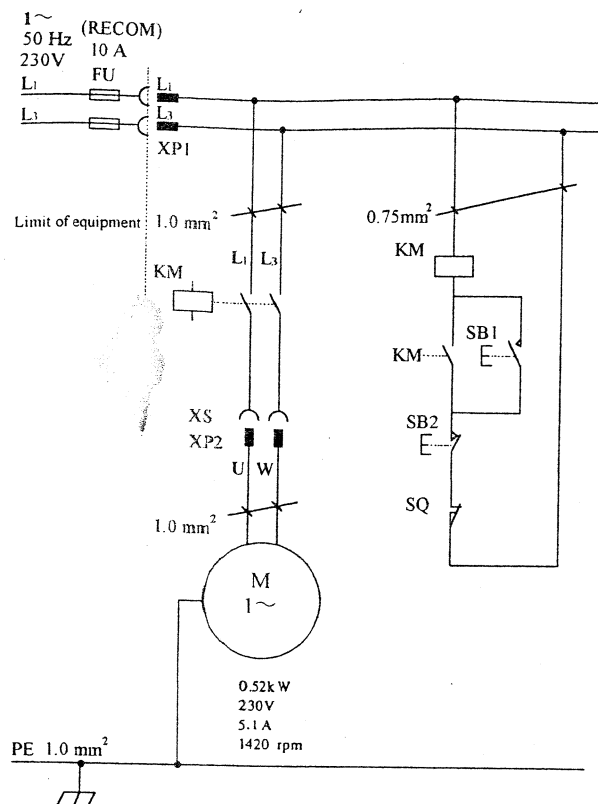 1~
50 Hz
230V
(RECOM)
10 A
FU
L1
L1
L3
L3
XP1
Limit of equipment
1.0 mm²
0.75mm²
L1
L3
KM
KM
KM
SB1
SB2
SQ
XS
XP2
U
W
1.0 mm²
M
1~
0.52kW
230V
5.1 A
1420 rpm
PE 1.0 mm²